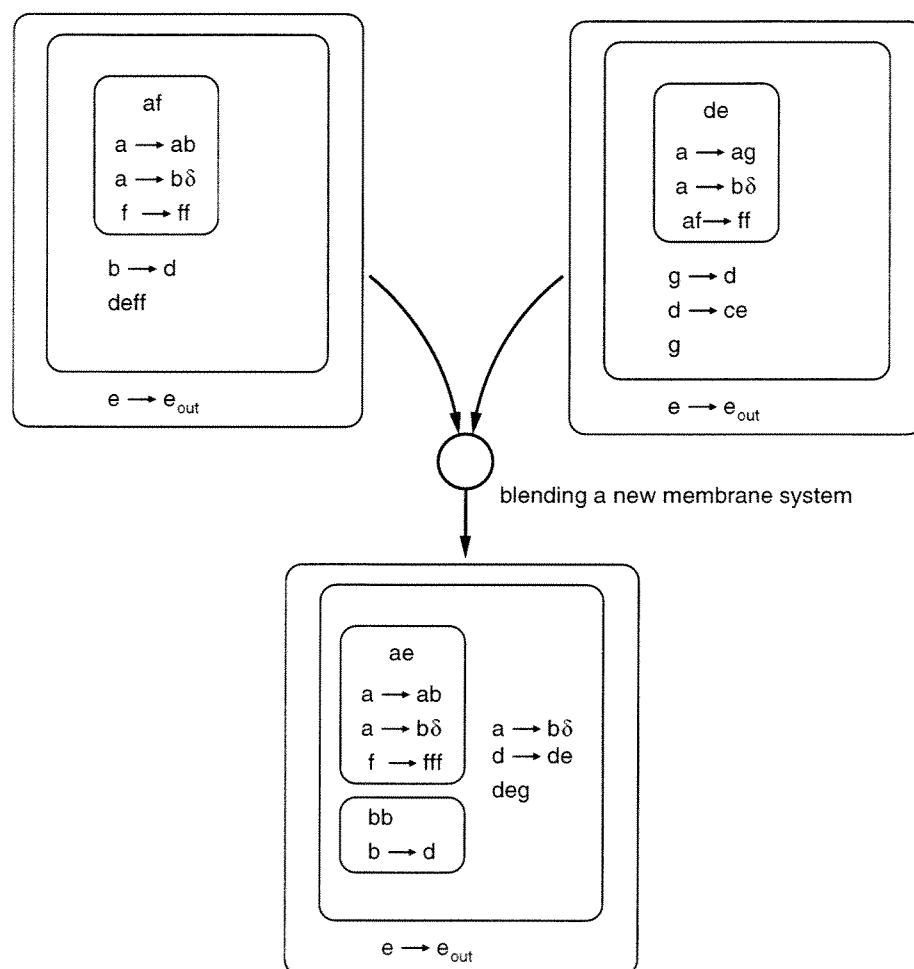 af
a → ab
a → bδ
f → ff
b → d
deff
e → e_out
de
a → ag
a → bδ
af → ff
g → d
d → ce
g
e → e_out
blending a new membrane system
ae
a → ab
a → bδ
f → fff
bb
b → d
a → bδ
d → de
deg
e → e_out